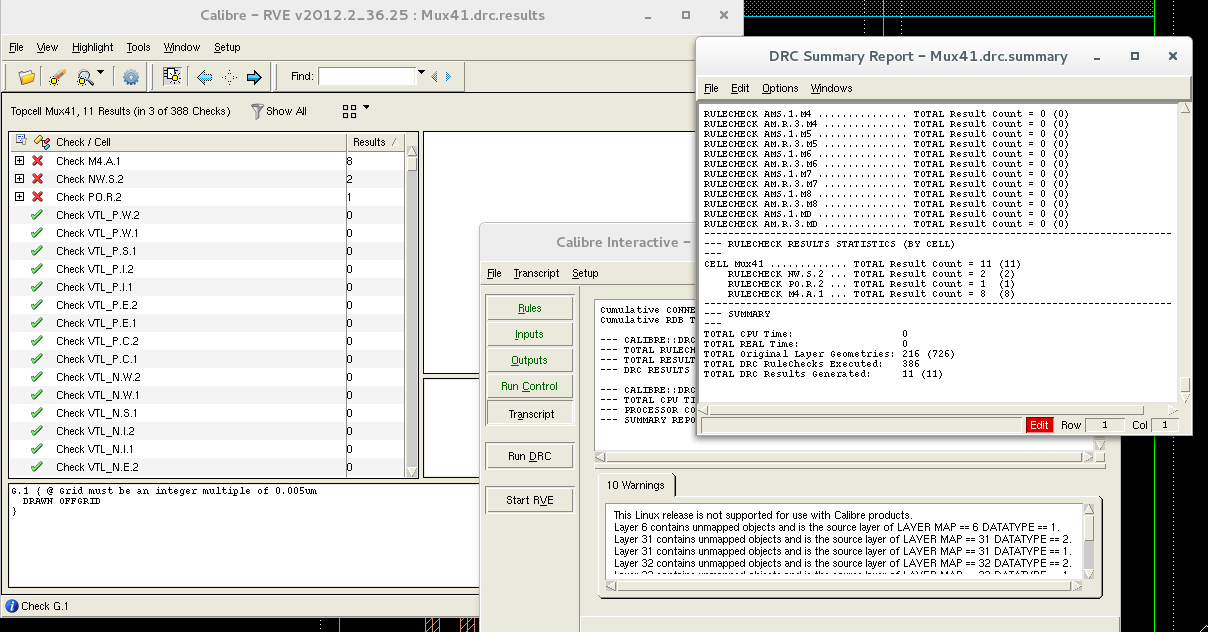 Calibre - RVE v2012.2_36.25 : Mux41.drc.results
File View Highlight Tools Window Setup
Find:
Topcell Mux41, 11 Results (in 3 of 388 Checks) Show All
Check / Cell Results
Check M4.A.1 8
Check NW.S.2 2
Check PO.R.2 1
Check VTL_P.W.2 0
Check VTL_P.W.1 0
Check VTL_P.S.1 0
Check VTL_P.I.2 0
Check VTL_P.I.1 0
Check VTL_P.E.2 0
Check VTL_P.E.1 0
Check VTL_P.C.2 0
Check VTL_P.C.1 0
Check VTL_N.W.2 0
Check VTL_N.W.1 0
Check VTL_N.S.1 0
Check VTL_N.I.2 0
Check VTL_N.I.1 0
Check VTL_N.E.2 0
G.1 { @ Grid must be an integer multiple of 0.005um
DRAWN OFFGRID
}
Check G.1
Calibre Interactive -
File Transcript Setup
Rules
Inputs
Outputs
Run Control
Transcript
Run DRC
Start RVE
Cumulative CONNE
Cumulative RDB T
--- CALIBRE::DRC
--- TOTAL RULECH
--- TOTAL RESULT
--- DRC RESULTS
--- CALIBRE::DRC
--- TOTAL CPU TI
--- PROCESSOR CO
--- SUMMARY REPO
10 Warnings
This Linux release is not supported for use with Calibre products.
Layer 6 contains unmapped objects and is the source layer of LAYER MAP == 6 DATATYPE == 1.
Layer 31 contains unmapped objects and is the source layer of LAYER MAP == 31 DATATYPE == 2.
Layer 31 contains unmapped objects and is the source layer of LAYER MAP == 31 DATATYPE == 1.
Layer 32 contains unmapped objects and is the source layer of LAYER MAP == 32 DATATYPE == 2.
DRC Summary Report - Mux41.drc.summary
File Edit Options Windows
RULECHECK AMS.1.M4 ............... TOTAL Result Count = 0 (0)
RULECHECK AM.R.3.M4 .............. TOTAL Result Count = 0 (0)
RULECHECK AMS.1.M5 ............... TOTAL Result Count = 0 (0)
RULECHECK AM.R.3.M5 .............. TOTAL Result Count = 0 (0)
RULECHECK AMS.1.M6 ............... TOTAL Result Count = 0 (0)
RULECHECK AM.R.3.M6 .............. TOTAL Result Count = 0 (0)
RULECHECK AMS.1.M7 ............... TOTAL Result Count = 0 (0)
RULECHECK AM.R.3.M7 .............. TOTAL Result Count = 0 (0)
RULECHECK AMS.1.M8 ............... TOTAL Result Count = 0 (0)
RULECHECK AM.R.3.M8 .............. TOTAL Result Count = 0 (0)
RULECHECK AMS.1.MD ............... TOTAL Result Count = 0 (0)
RULECHECK AM.R.3.MD .............. TOTAL Result Count = 0 (0)
--- RULECHECK RESULTS STATISTICS (BY CELL)
---
CELL Mux41 ............. TOTAL Result Count = 11 (11)
RULECHECK NW.S.2 ... TOTAL Result Count = 2 (2)
RULECHECK PO.R.2 ... TOTAL Result Count = 1 (1)
RULECHECK M4.A.1 ... TOTAL Result Count = 8 (8)
--- SUMMARY
---
TOTAL CPU Time: 0
TOTAL REAL Time: 0
TOTAL Original Layer Geometries: 216 (726)
TOTAL DRC RuleChecks Executed: 386
TOTAL DRC Results Generated: 11 (11)
Edit Row 1 Col 1